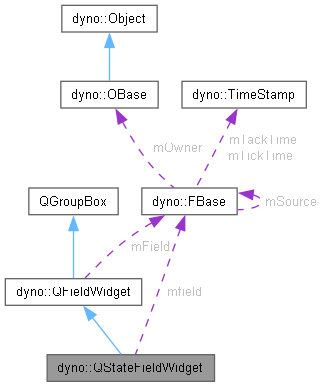 dyno::Object
dyno::OBase
dyno::TimeStamp
mOwner
mTackTime
mTickTime
QGroupBox
dyno::FBase
mSource
mField
dyno::QFieldWidget
mfield
dyno::QStateFieldWidget